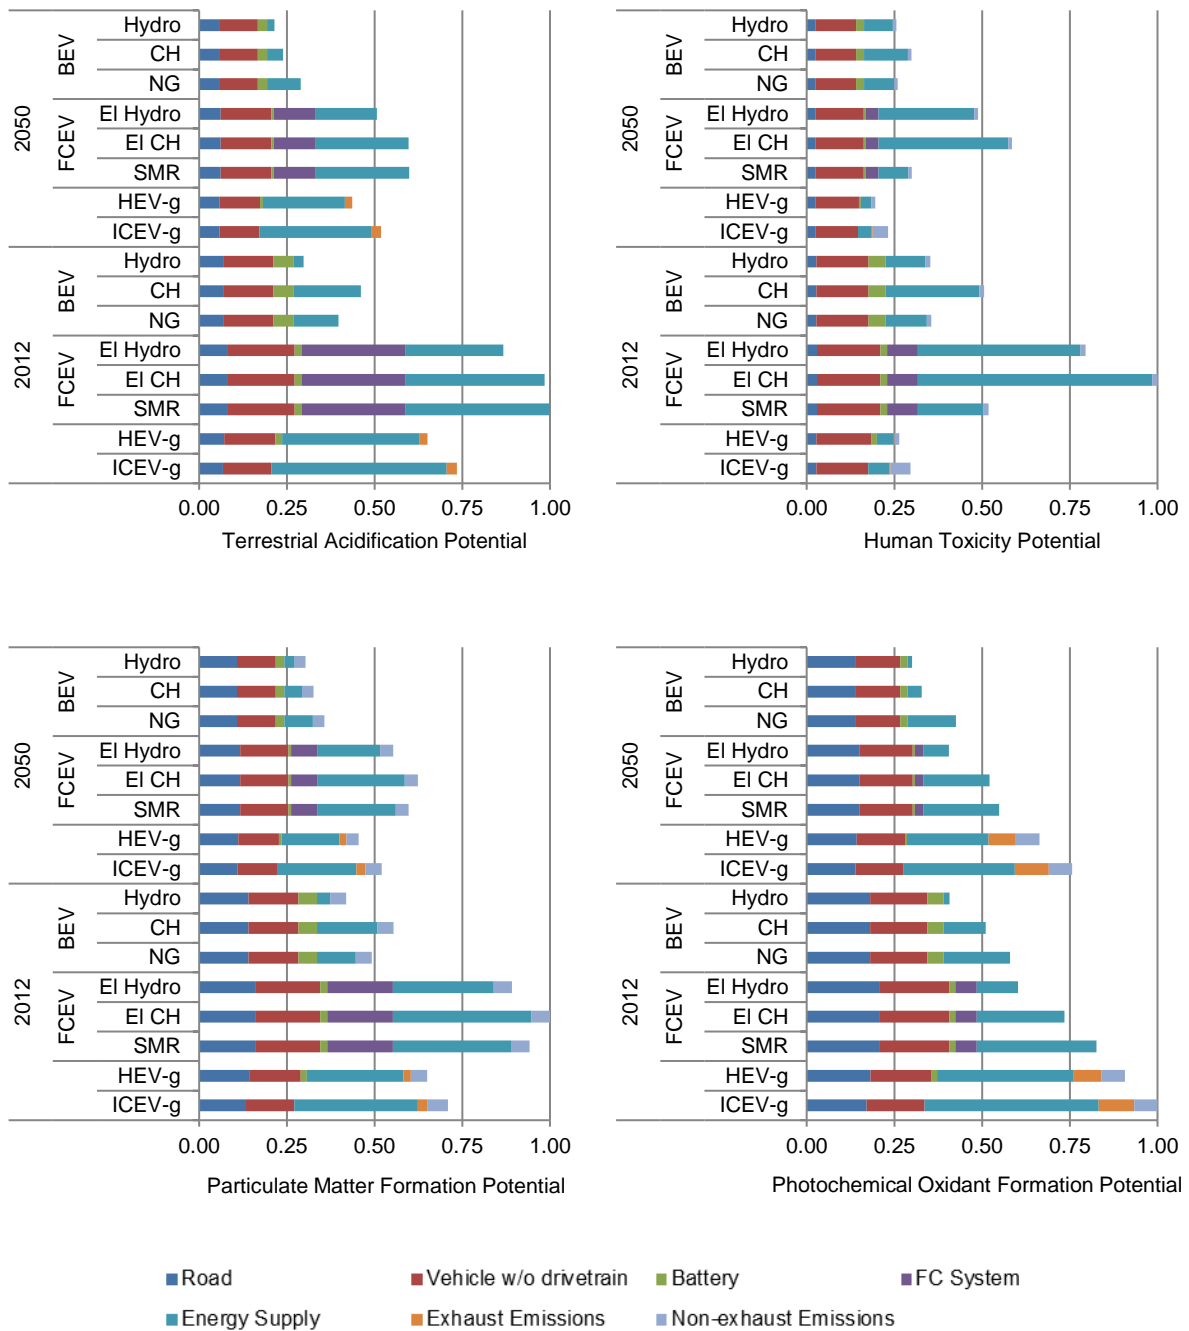 2050
BEV
Hydro
CH
NG
FCEV
El Hydro
El CH
SMR
HEV-g
ICEV-g
2012
BEV
Hydro
CH
NG
FCEV
El Hydro
El CH
SMR
HEV-g
ICEV-g
0.00 0.25 0.50 0.75 1.00
Terrestrial Acidification Potential
2050
BEV
Hydro
CH
NG
FCEV
El Hydro
El CH
SMR
HEV-g
ICEV-g
2012
BEV
Hydro
CH
NG
FCEV
El Hydro
El CH
SMR
HEV-g
ICEV-g
0.00 0.25 0.50 0.75 1.00
Human Toxicity Potential
2050
BEV
Hydro
CH
NG
FCEV
El Hydro
El CH
SMR
HEV-g
ICEV-g
2012
BEV
Hydro
CH
NG
FCEV
El Hydro
El CH
SMR
HEV-g
ICEV-g
0.00 0.25 0.50 0.75 1.00
Particulate Matter Formation Potential
2050
BEV
Hydro
CH
NG
FCEV
El Hydro
El CH
SMR
HEV-g
ICEV-g
2012
BEV
Hydro
CH
NG
FCEV
El Hydro
El CH
SMR
HEV-g
ICEV-g
0.00 0.25 0.50 0.75 1.00
Photochemical Oxidant Formation Potential
Road Vehicle w/o drivetrain Battery FC System
Energy Supply Exhaust Emissions Non-exhaust Emissions